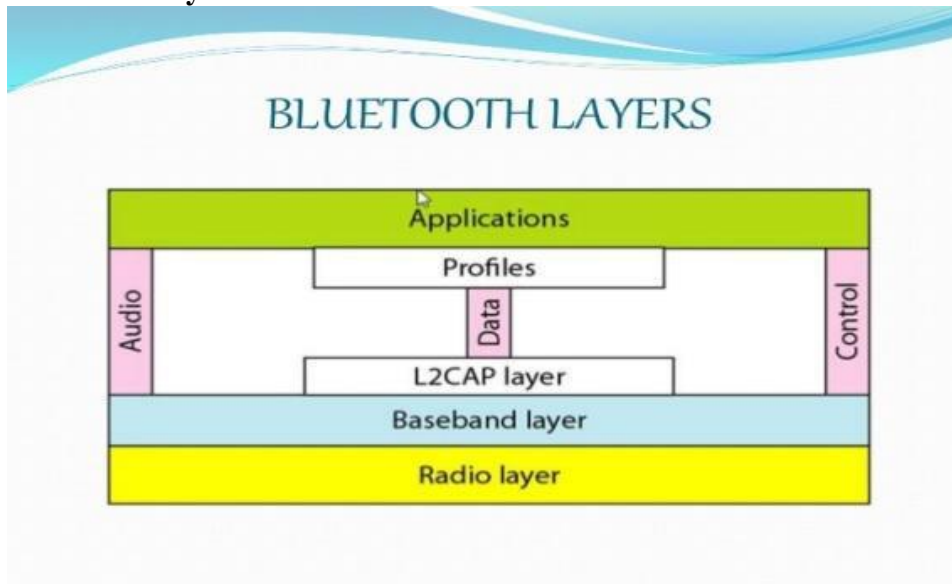 BLUETOOTH LAYERS
Applications
Profiles
Audio
Data
Control
L2CAP layer
Baseband layer
Radio layer